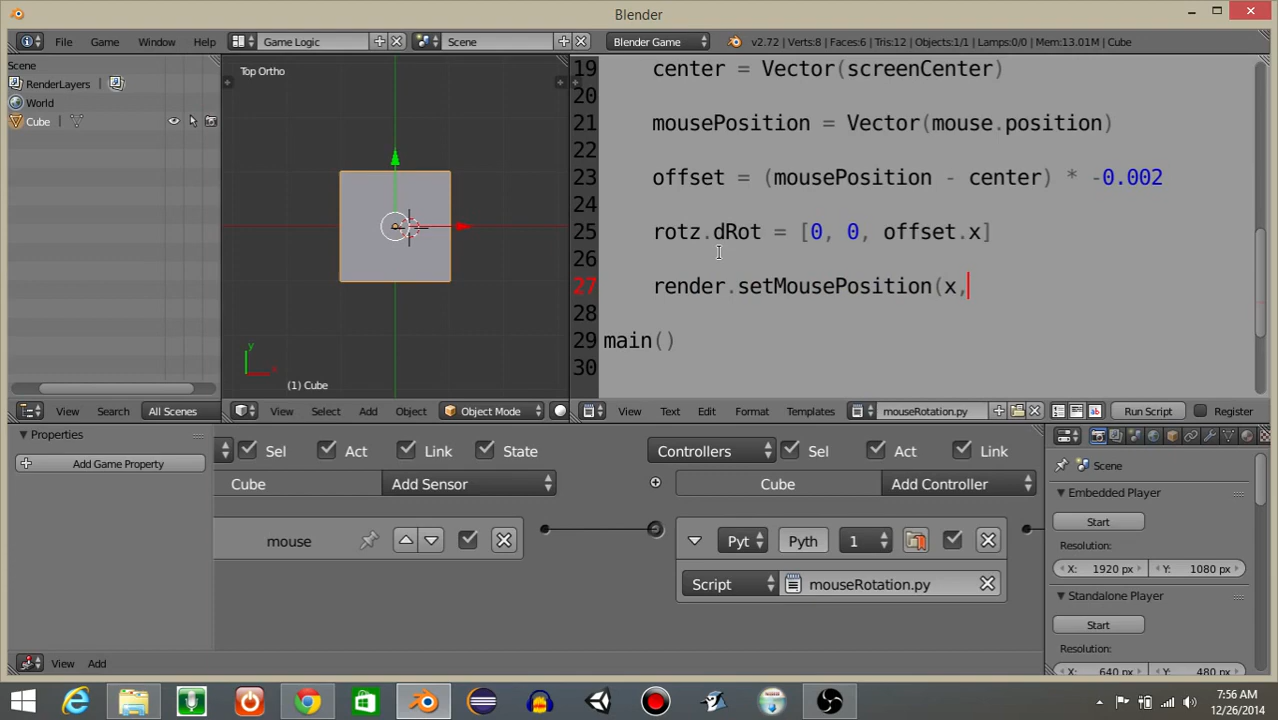 Blender
File Game Window Help Game Logic Scene Blender Game v2.72 | Verts:8 | Faces:6 | Tris:12 | Objects:1/1 | Lamps:0/0 | Mem:13.01M | Cube
Scene
RenderLayers |
World
Cube |
View Search All Scenes
Top Ortho
y
x
(1) Cube
View Select Add Object Object Mode
19 center = Vector(screenCenter)
20
21 mousePosition = Vector(mouse.position)
22
23 offset = (mousePosition - center) * -0.002
24
25 rotz.dRot = [0, 0, offset.x]
26
27 render.setMousePosition(x,
28
29 main()
30
View Text Edit Format Templates mouseRotation.py Run Script Register
Properties
Add Game Property
Sel Act Link State
Cube Add Sensor
mouse
Controllers Sel Act Link
Cube Add Controller
Pyt Pyth 1
Script mouseRotation.py
View Add
Scene
Embedded Player
Start
Resolution:
X: 1920 px Y: 1080 px
Standalone Player
Start
Resolution:
X: 640 px Y: 480 px
7:56 AM
12/26/2014